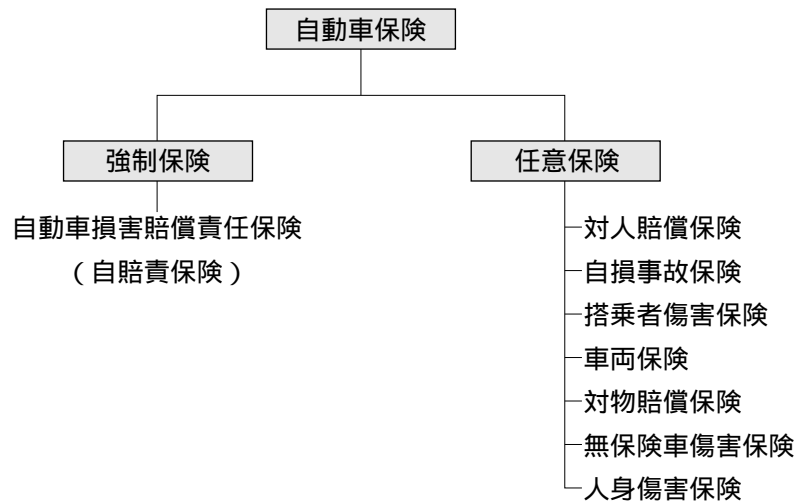 自動車保険
強制保険
自動車損害賠償責任保険
（自賠責保険）
任意保険
対人賠償保険
自損事故保険
搭乗者傷害保険
車両保険
対物賠償保険
無保険車傷害保険
人身傷害保険